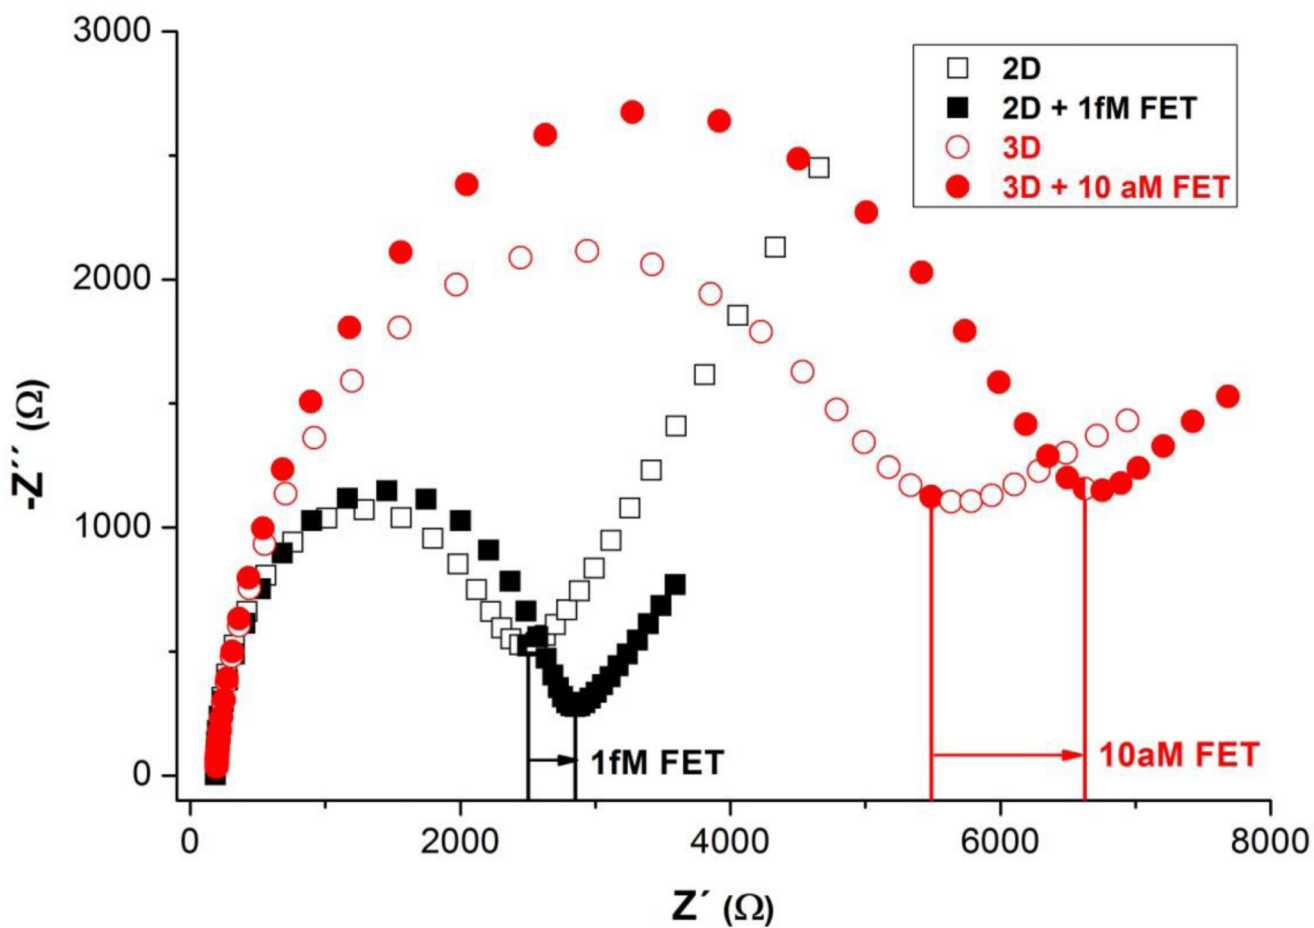 3000
2000
1000
0
-Z´´ (Ω)
2D
2D + 1fM FET
3D
3D + 10 aM FET
1fM FET
10aM FET
0 2000 4000 6000 8000
Z´ (Ω)